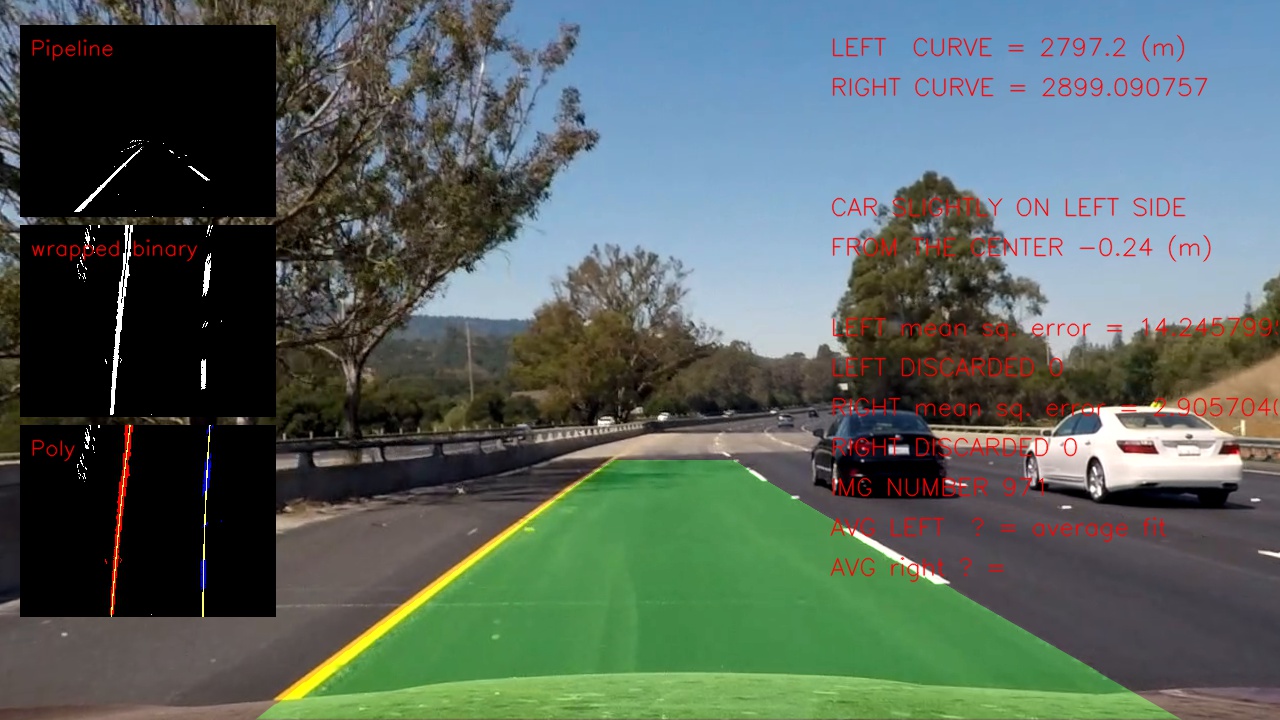 Pipeline
wrapped binary
Poly
LEFT CURVE = 2797.2 (m)
RIGHT CURVE = 2899.090757
CAR SLIGHTLY ON LEFT SIDE
FROM THE CENTER -0.24 (m)
LEFT mean sq. error = 14.245799
LEFT DISCARDED 0
RIGHT mean sq. error = 2.905704
RIGHT DISCARDED 0
IMG NUMBER 971
AVG LEFT ? = average fit
AVG right ? =